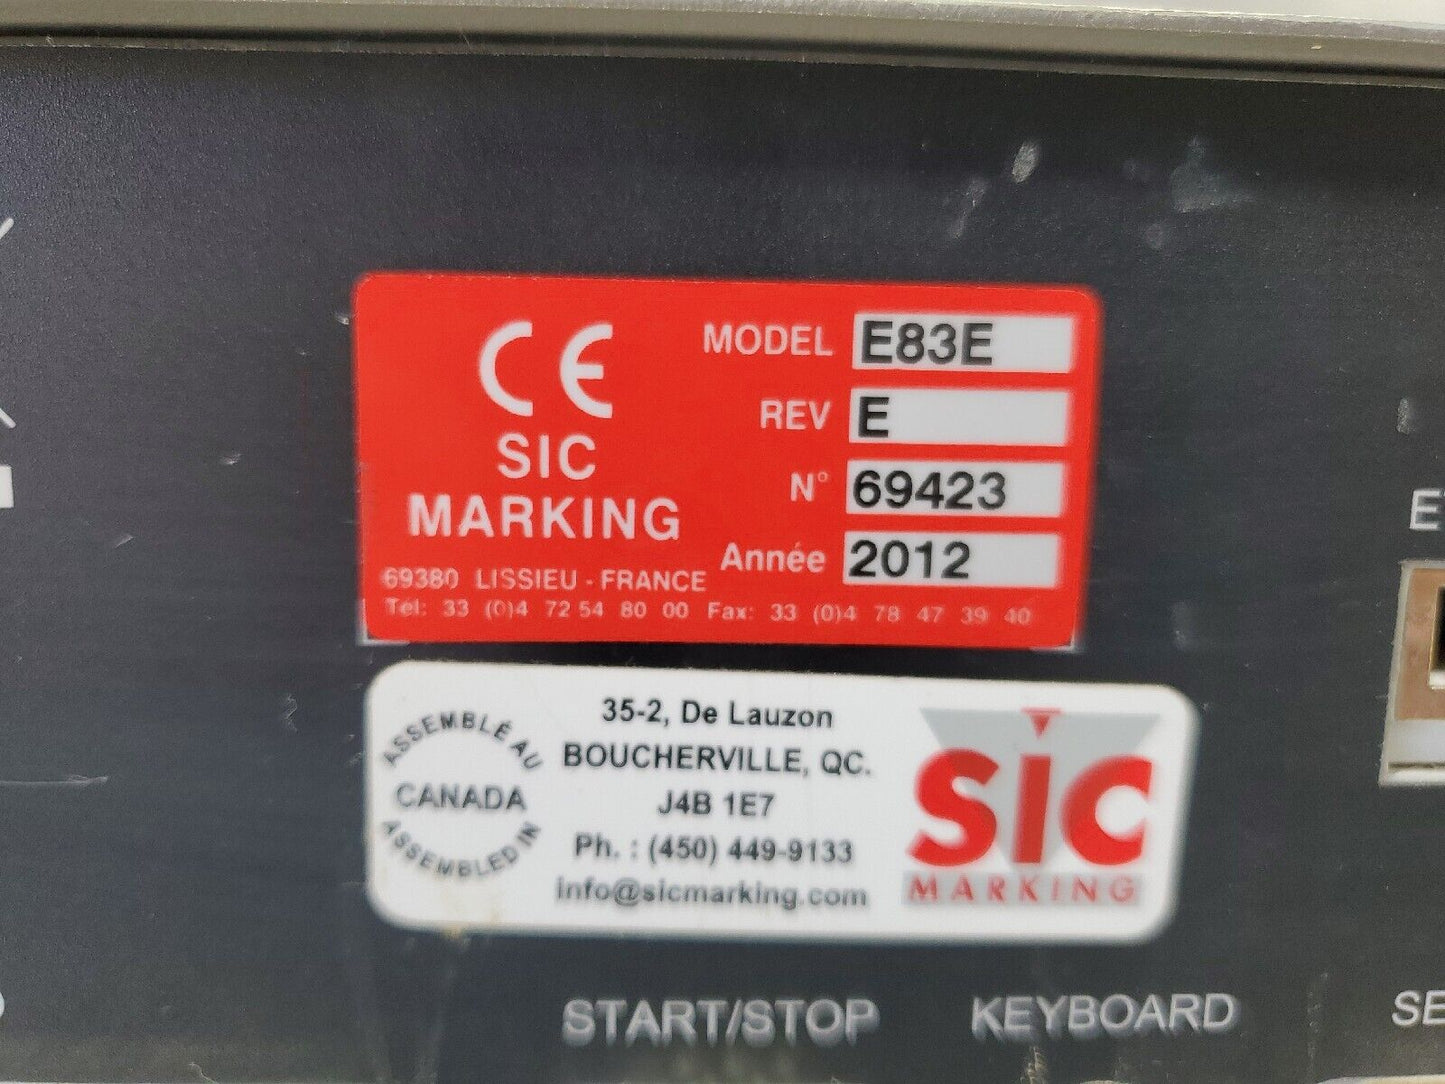 CE
SIC
MARKING
MODEL E83E
REV E
N° 69423
Année 2012
69380 LISSIEU - FRANCE
Tél: 33 (0)4 72 54 80 00 Fax: 33 (0)4 78 47 39 40
ASSEMBLÉ AU
CANADA
ASSEMBLED IN
35-2, De Lauzon
BOUCHERVILLE, QC.
J4B 1E7
Ph. : (450) 449-9133
info@sicmarking.com
sic
MARKING
START/STOP
KEYBOARD